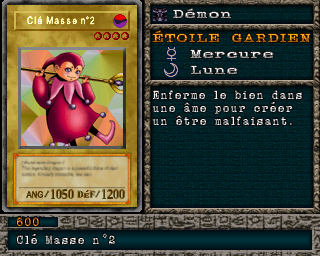 Clé Masse n°2
ANG/1050 DéF/1200
Démon
ÉTOILE GARDIEN
Mercure
Lune
Enferme le bien dans
une âme pour créer
un être malfaisant.
600
Clé Masse n°2